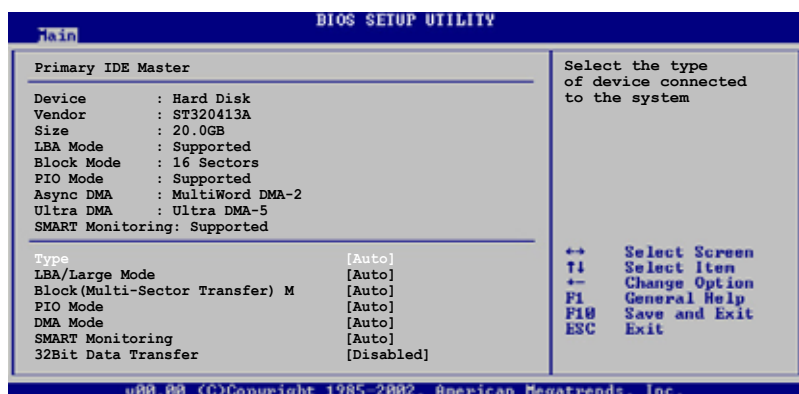 BIOS SETUP UTILITY
Main
Primary IDE Master
Device : Hard Disk
Vendor : ST320413A
Size : 20.0GB
LBA Mode : Supported
Block Mode : 16 Sectors
PIO Mode : Supported
Async DMA : MultiWord DMA-2
Ultra DMA : Ultra DMA-5
SMART Monitoring: Supported
Type [Auto]
LBA/Large Mode [Auto]
Block(Multi-Sector Transfer) M [Auto]
PIO Mode [Auto]
DMA Mode [Auto]
SMART Monitoring [Auto]
32Bit Data Transfer [Disabled]
Select the type
of device connected
to the system
↔ Select Screen
↑↓ Select Item
+- Change Option
F1 General Help
F10 Save and Exit
ESC Exit
v00.00 (C)Copyright 1985-2002, American Megatrends, Inc.